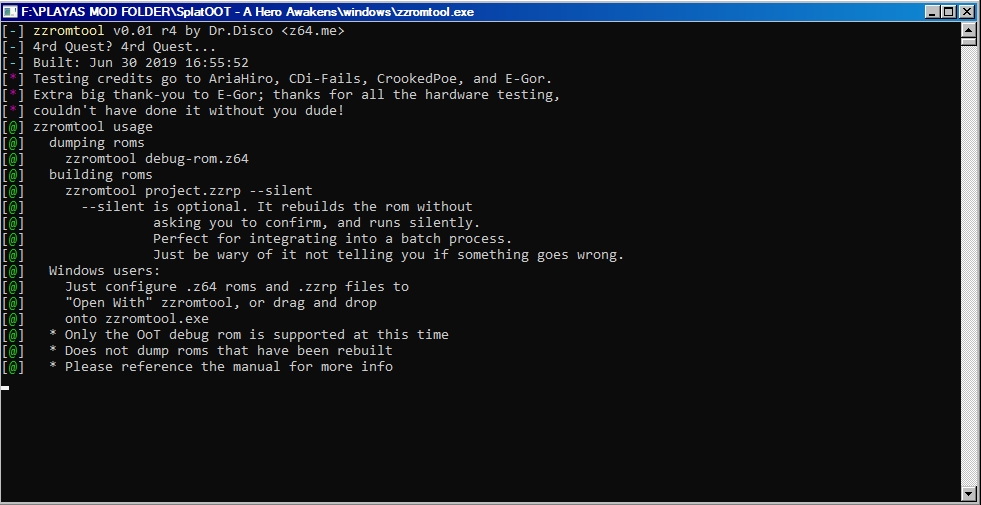 F:\PLAYAS MOD FOLDER\SplatOOT - A Hero Awakens\windows\zzromtool.exe
[-] zzromtool v0.01 r4 by Dr.Disco <z64.me>
[-] 4rd Quest? 4rd Quest...
[-] Built: Jun 30 2019 16:55:52
[*] Testing credits go to AriaHiro, CDi-Fails, CrookedPoe, and E-Gor.
[*] Extra big thank-you to E-Gor; thanks for all the hardware testing,
[*] couldn't have done it without you dude!
[@] zzromtool usage
[@]   dumping roms
[@]     zzromtool debug-rom.z64
[@]   building roms
[@]     zzromtool project.zzrp --silent
[@]       --silent is optional. It rebuilds the rom without
[@]                asking you to confirm, and runs silently.
[@]                Perfect for integrating into a batch process.
[@]                Just be wary of it not telling you if something goes wrong.
[@]   Windows users:
[@]     Just configure .z64 roms and .zzrp files to
[@]     "Open With" zzromtool, or drag and drop
[@]     onto zzromtool.exe
[@]   * Only the OoT debug rom is supported at this time
[@]   * Does not dump roms that have been rebuilt
[@]   * Please reference the manual for more info